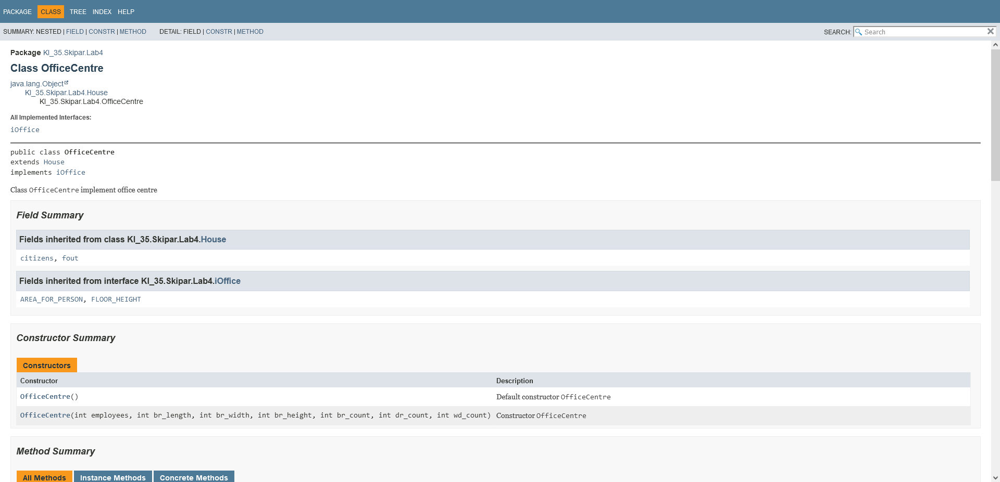 PACKAGE CLASS TREE INDEX HELP
SUMMARY: NESTED | FIELD | CONSTR | METHOD DETAIL: FIELD | CONSTR | METHOD SEARCH: Search
Package KI_35.Skipar.Lab4
Class OfficeCentre
java.lang.Object
KI_35.Skipar.Lab4.House
KI_35.Skipar.Lab4.OfficeCentre
All Implemented Interfaces:
iOffice
public class OfficeCentre
extends House
implements iOffice
Class OfficeCentre implement office centre
Field Summary
Fields inherited from class KI_35.Skipar.Lab4.House
citizens, fout
Fields inherited from interface KI_35.Skipar.Lab4.iOffice
AREA_FOR_PERSON, FLOOR_HEIGHT
Constructor Summary
Constructors
Constructor Description
OfficeCentre() Default constructor OfficeCentre
OfficeCentre(int employees, int br_length, int br_width, int br_height, int br_count, int dr_count, int wd_count) Constructor OfficeCentre
Method Summary
All Methods Instance Methods Concrete Methods